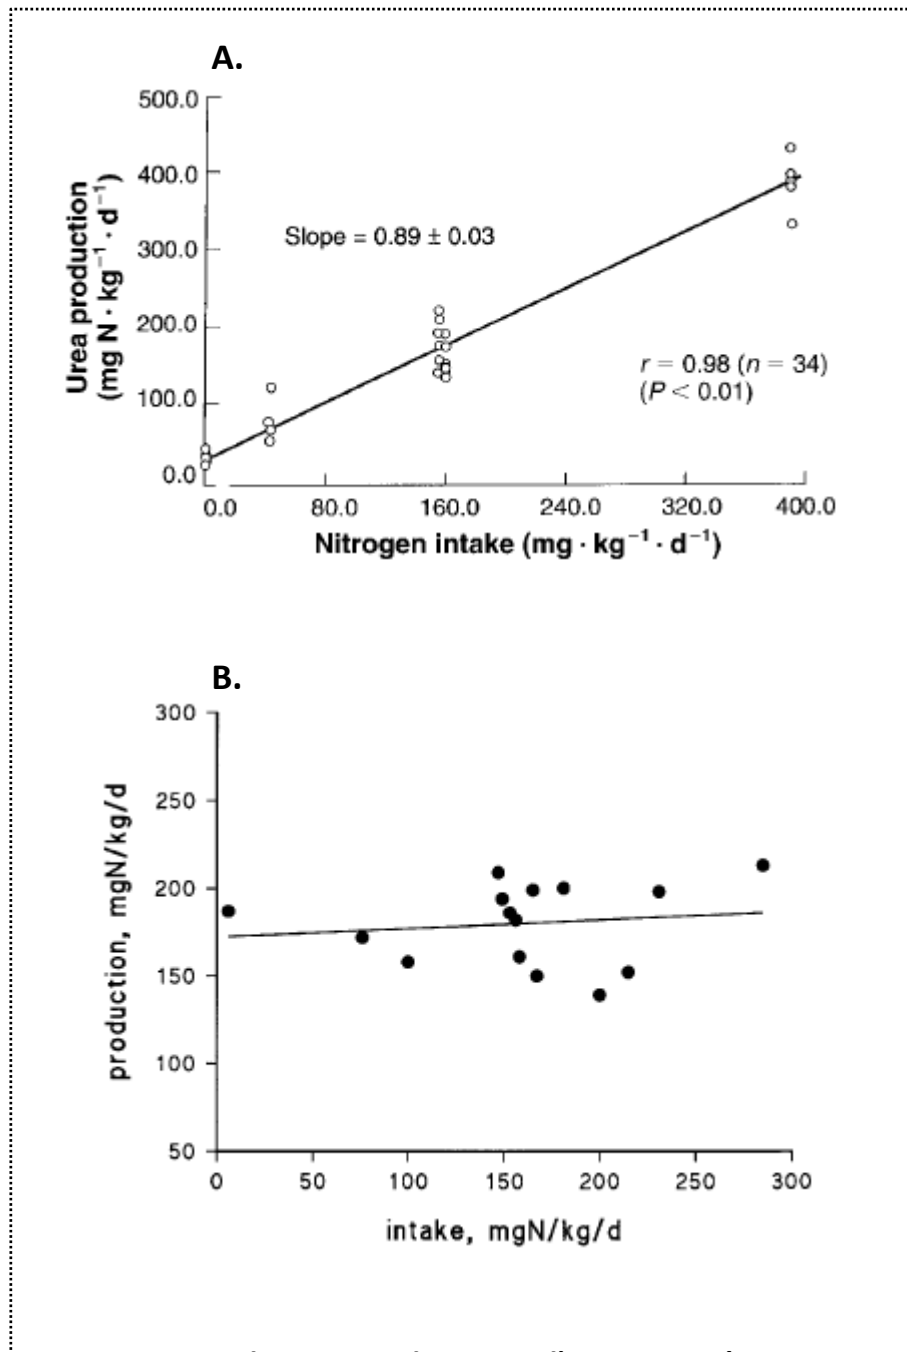 A.
500.0
400.0
300.0
200.0
100.0
0.0
Urea production
(mg N · kg⁻¹ · d⁻¹)
Slope = 0.89 ± 0.03
r = 0.98 (n = 34)
(P < 0.01)
0.0 80.0 160.0 240.0 320.0 400.0
Nitrogen intake (mg · kg⁻¹ · d⁻¹)
B.
300
250
200
150
100
50
production, mgN/kg/d
0 50 100 150 200 250 300
intake, mgN/kg/d